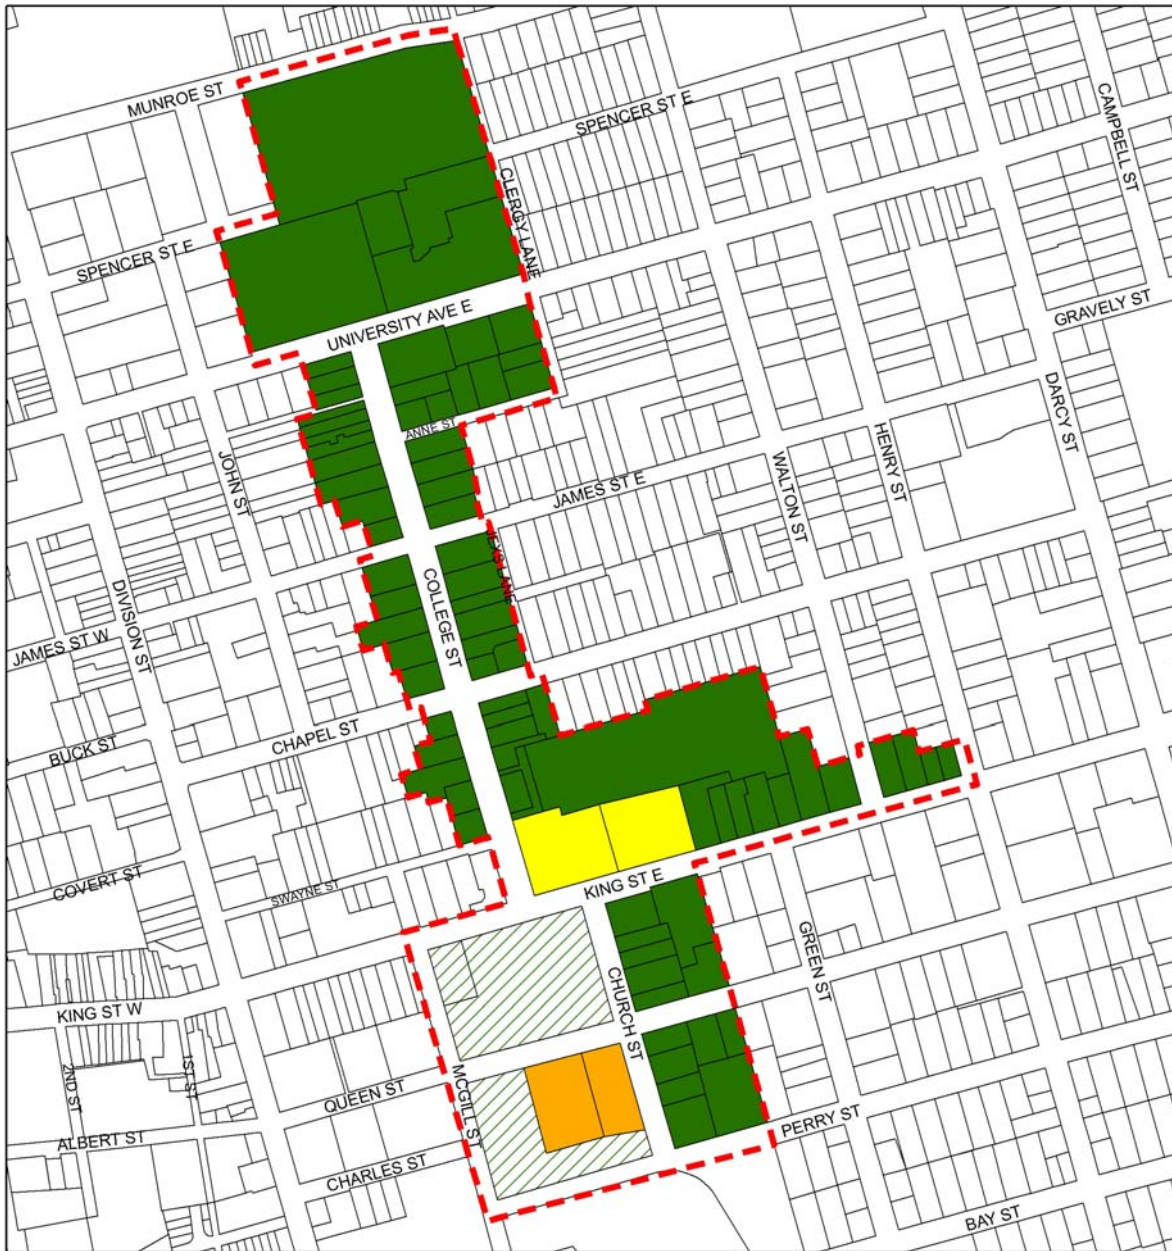 MUNROE ST
SPENCER ST E
CAMPBELL ST
CLERGY LANE
SPENCER ST E
UNIVERSITY AVE E
GRAVELY ST
DARCY ST
ANNE ST
HENRY ST
JOHN ST
WALTON ST
JAMES ST E
JEXS LANE
COLLEGE ST
DIVISION ST
JAMES ST W
CHAPEL ST
BUCK ST
COVERT ST
SWAYNE ST
KING ST E
GREEN ST
CHURCH ST
KING ST W
2ND ST
1ST ST
MCGILL ST
QUEEN ST
PERRY ST
ALBERT ST
CHARLES ST
BAY ST